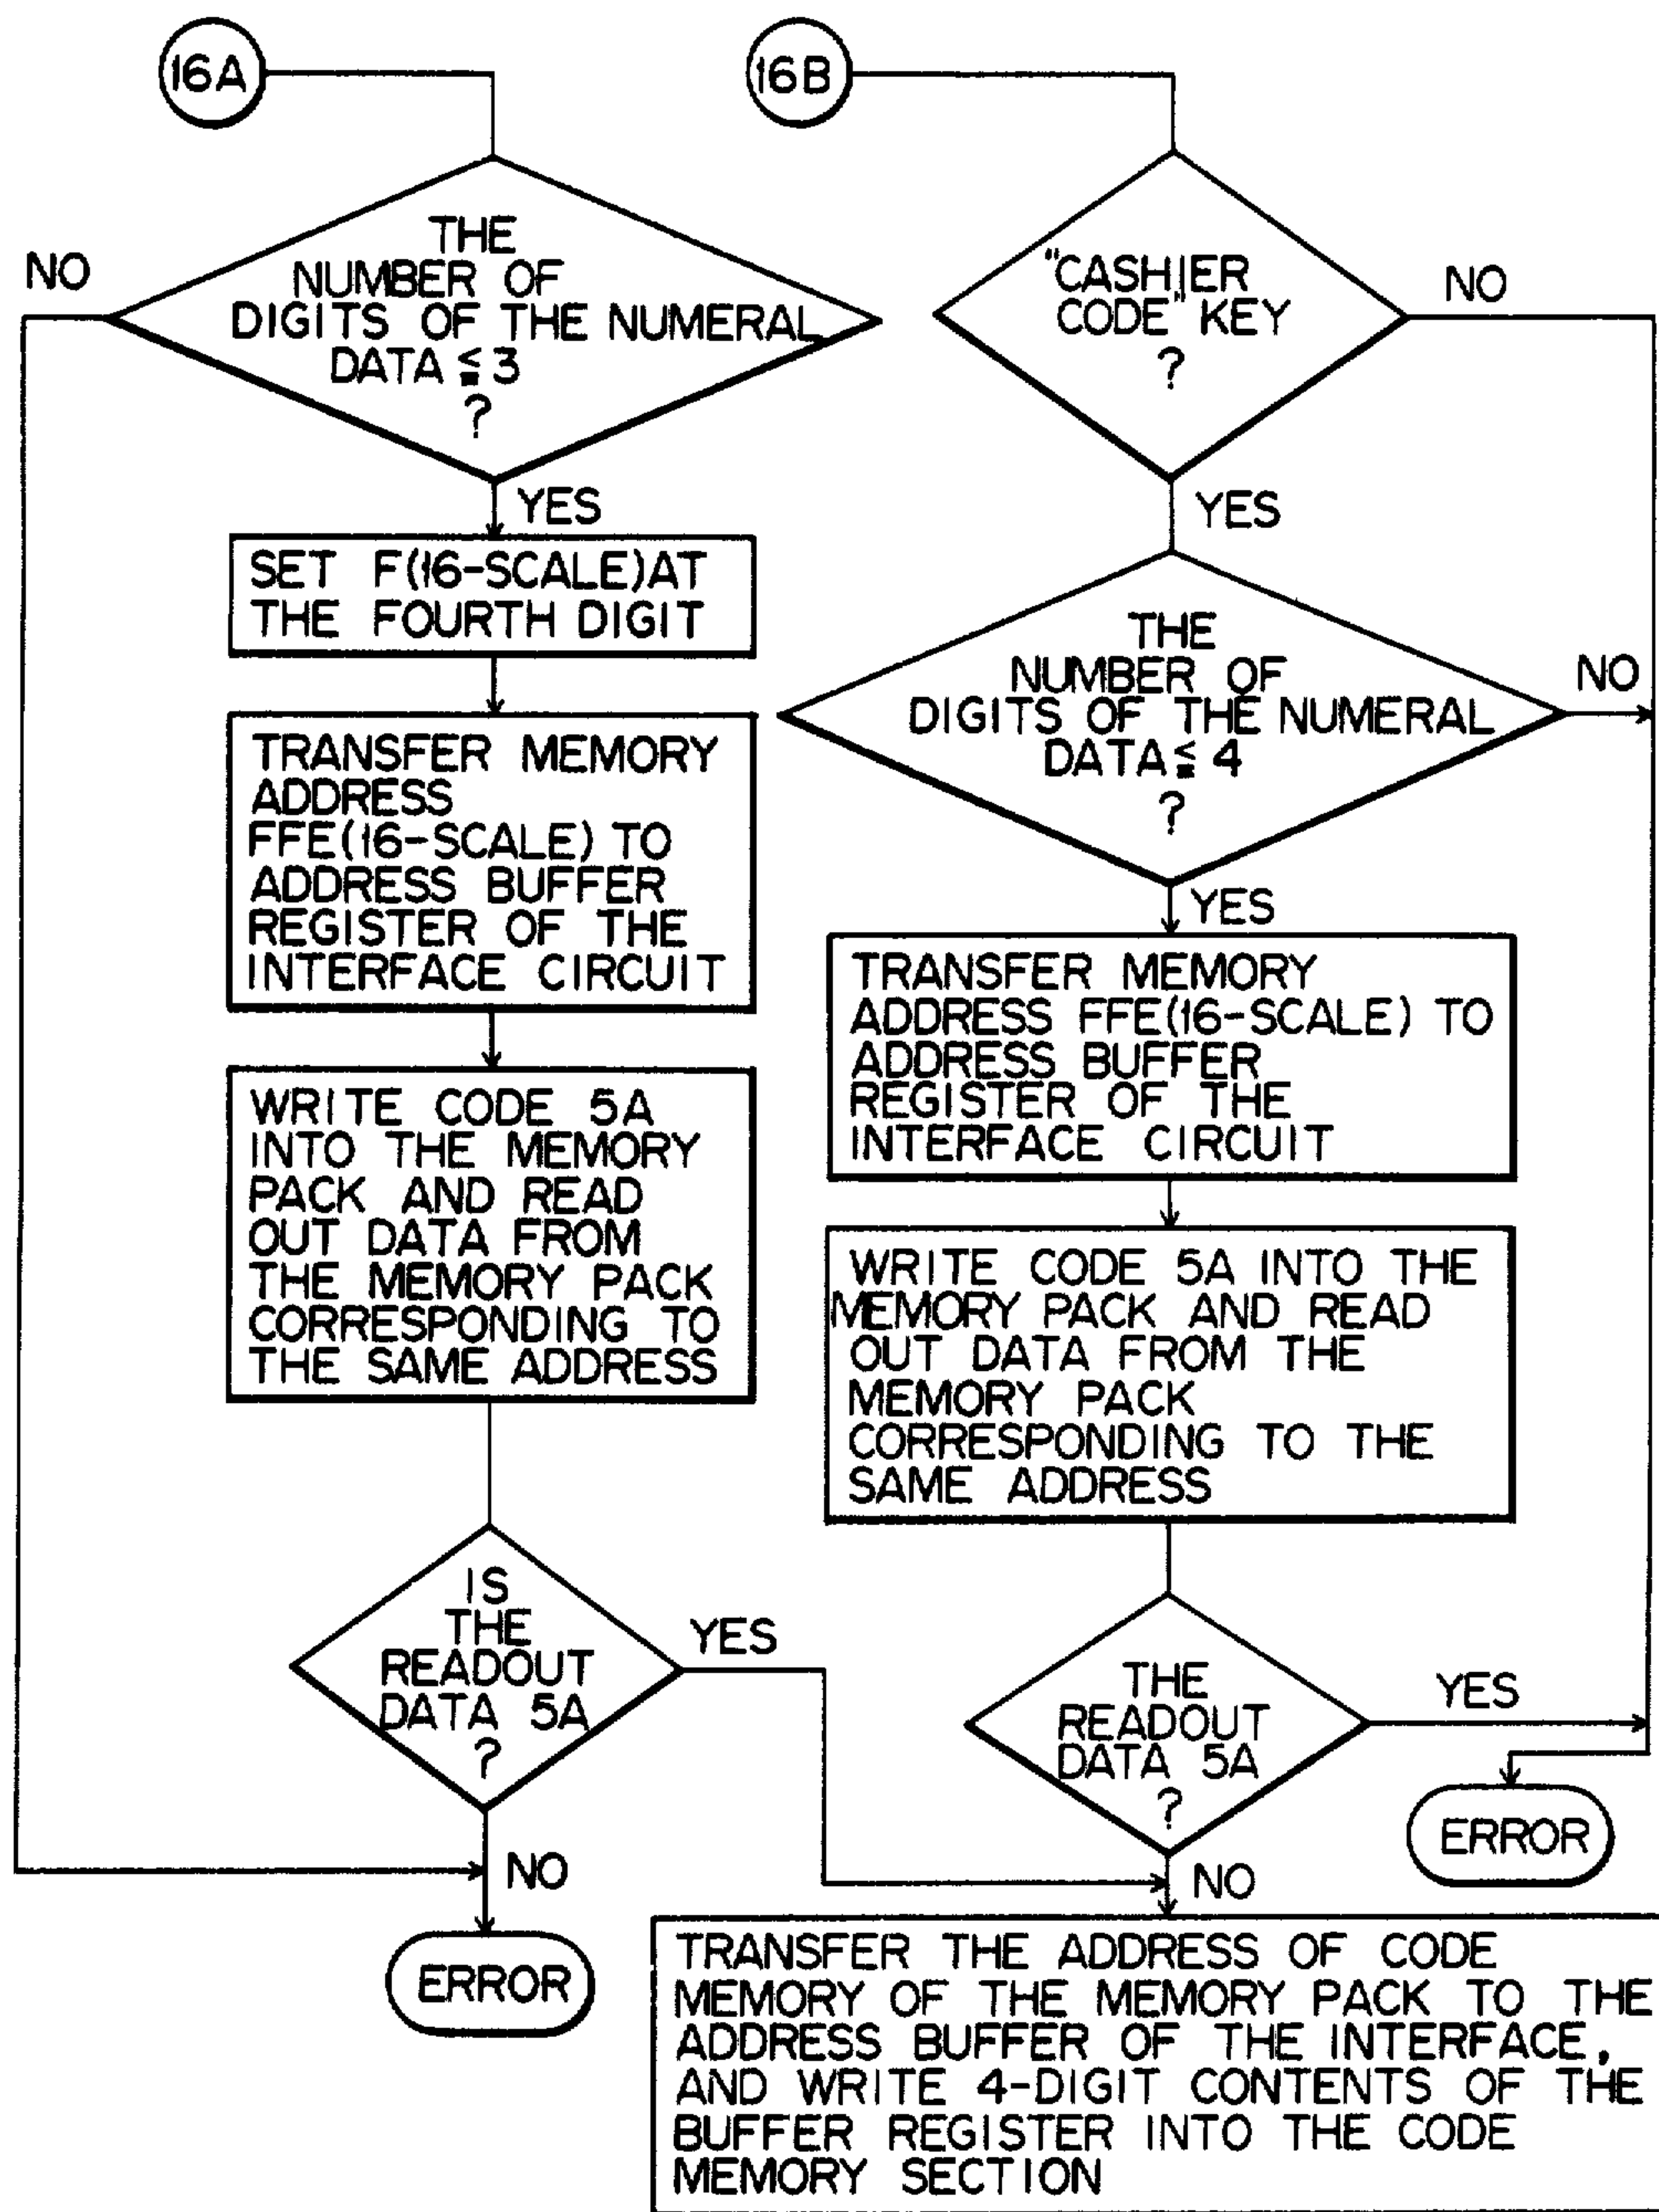 16A
THE
NUMBER OF
DIGITS OF THE NUMERAL
DATA ≦ 3
?
NO
YES
SET F(16-SCALE)AT
THE FOURTH DIGIT
TRANSFER MEMORY
ADDRESS
FFE(16-SCALE) TO
ADDRESS BUFFER
REGISTER OF THE
INTERFACE CIRCUIT
WRITE CODE 5A
INTO THE MEMORY
PACK AND READ
OUT DATA FROM
THE MEMORY PACK
CORRESPONDING TO
THE SAME ADDRESS
IS
THE
READOUT
DATA 5A
?
YES
NO
ERROR
16B
"CASHIER
CODE" KEY
?
NO
YES
THE
NUMBER OF
DIGITS OF THE NUMERAL
DATA ≦ 4
?
NO
YES
TRANSFER MEMORY
ADDRESS FFE(16-SCALE) TO
ADDRESS BUFFER
REGISTER OF THE
INTERFACE CIRCUIT
WRITE CODE 5A INTO THE
MEMORY PACK AND READ
OUT DATA FROM THE
MEMORY PACK
CORRESPONDING TO THE
SAME ADDRESS
THE
READOUT
DATA 5A
?
YES
ERROR
NO
TRANSFER THE ADDRESS OF CODE
MEMORY OF THE MEMORY PACK TO THE
ADDRESS BUFFER OF THE INTERFACE,
AND WRITE 4-DIGIT CONTENTS OF THE
BUFFER REGISTER INTO THE CODE
MEMORY SECTION